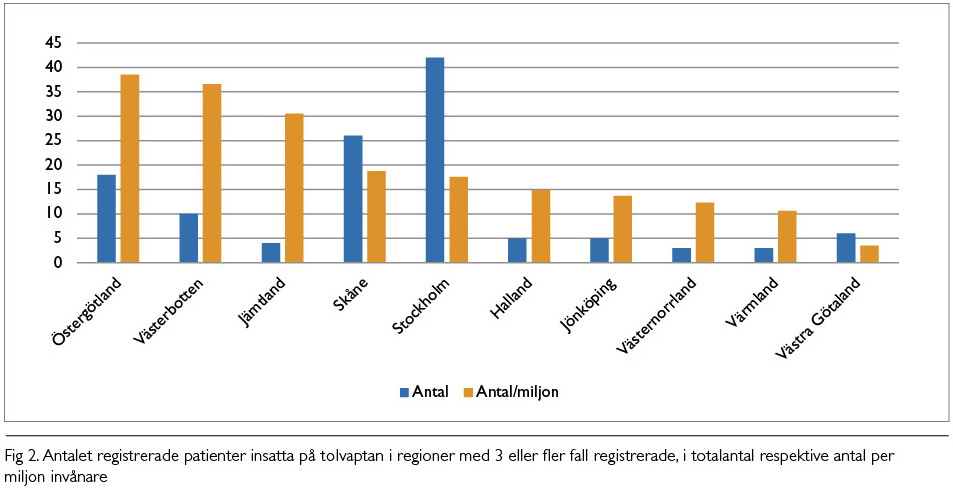 45
40
35
30
25
20
15
10
5
0
Östergötland
Västerbotten
Jämtland
Skåne
Stockholm
Halland
Jönköping
Västernorrland
Värmland
Västra Götaland
Antal Antal/miljon
Fig 2. Antalet registrerade patienter insatta på tolvaptan i regioner med 3 eller fler fall registrerade, i totalantal respektive antal per
miljon invånare